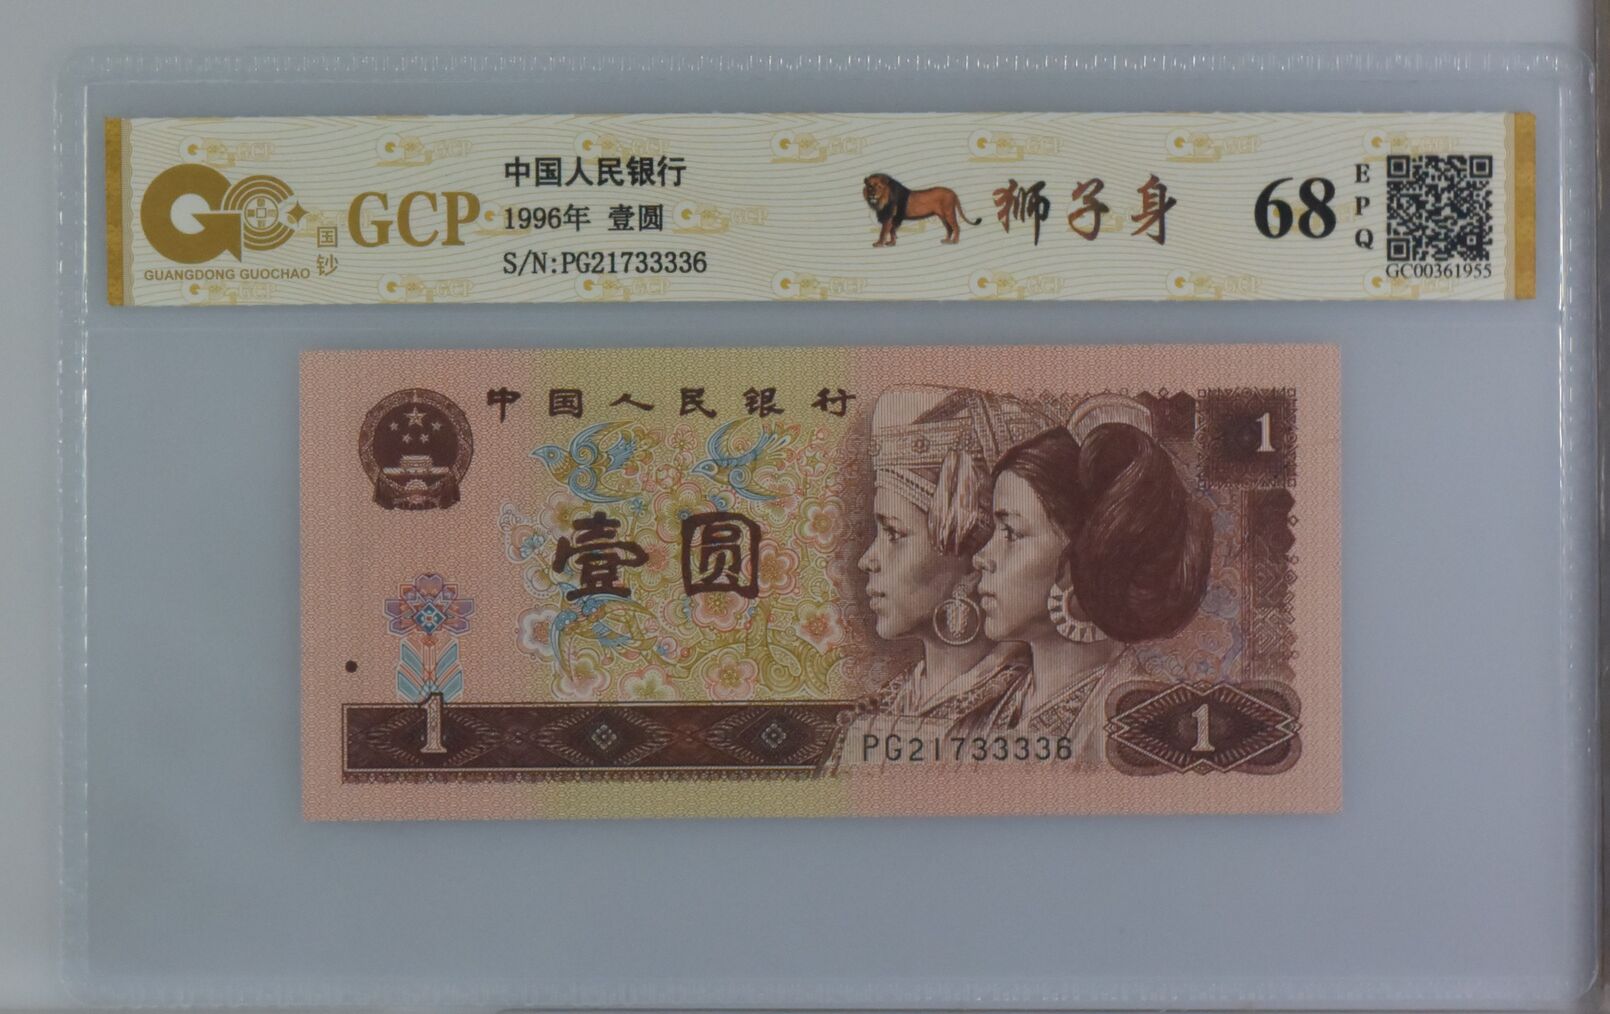 GUANGDONG GUOCHAO
国钞
GCP
中国人民银行
1996年 壹圆
S/N:PG21733336
狮子身
68
EPQ
GC00361955
中国人民银行
1
壹圆
1
PG21733336
1